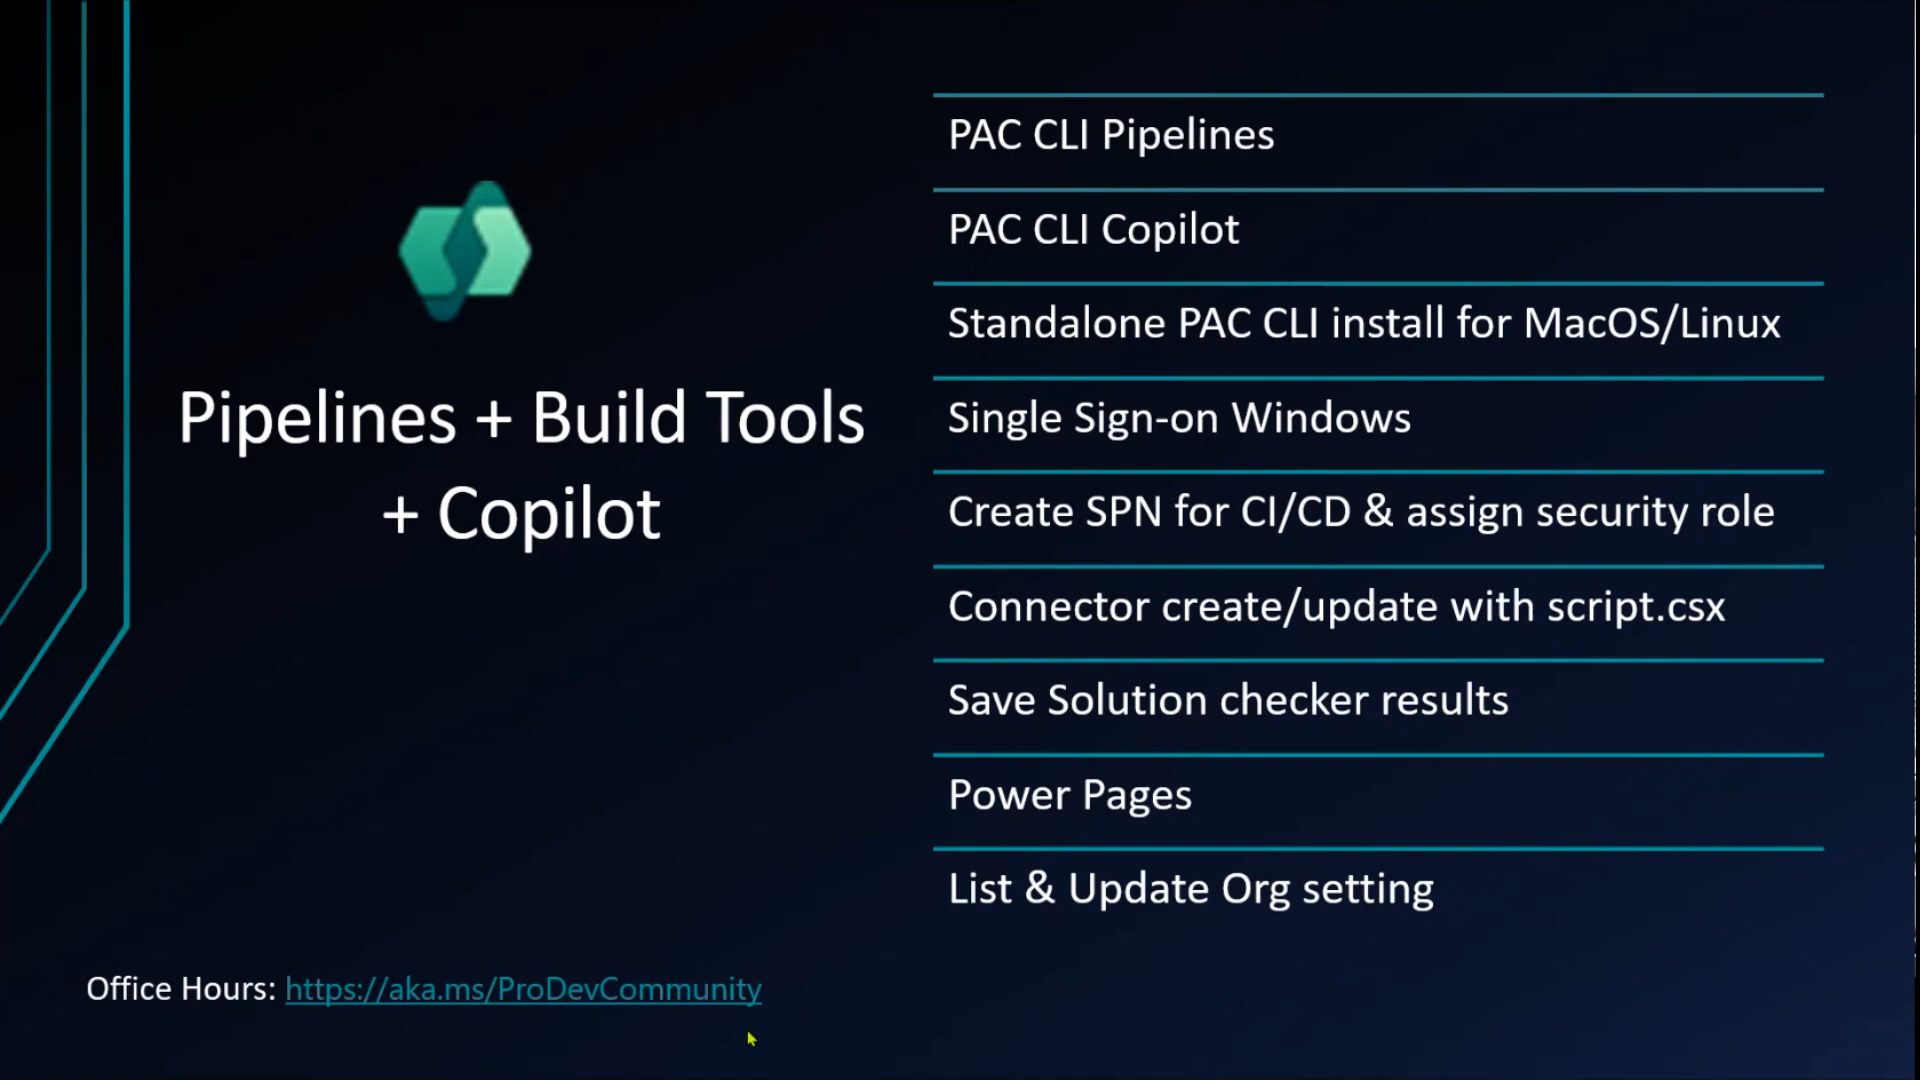 Pipelines + Build Tools
+ Copilot
PAC CLI Pipelines
PAC CLI Copilot
Standalone PAC CLI install for MacOS/Linux
Single Sign-on Windows
Create SPN for CI/CD & assign security role
Connector create/update with script.csx
Save Solution checker results
Power Pages
List & Update Org setting
Office Hours: https://aka.ms/ProDevCommunity